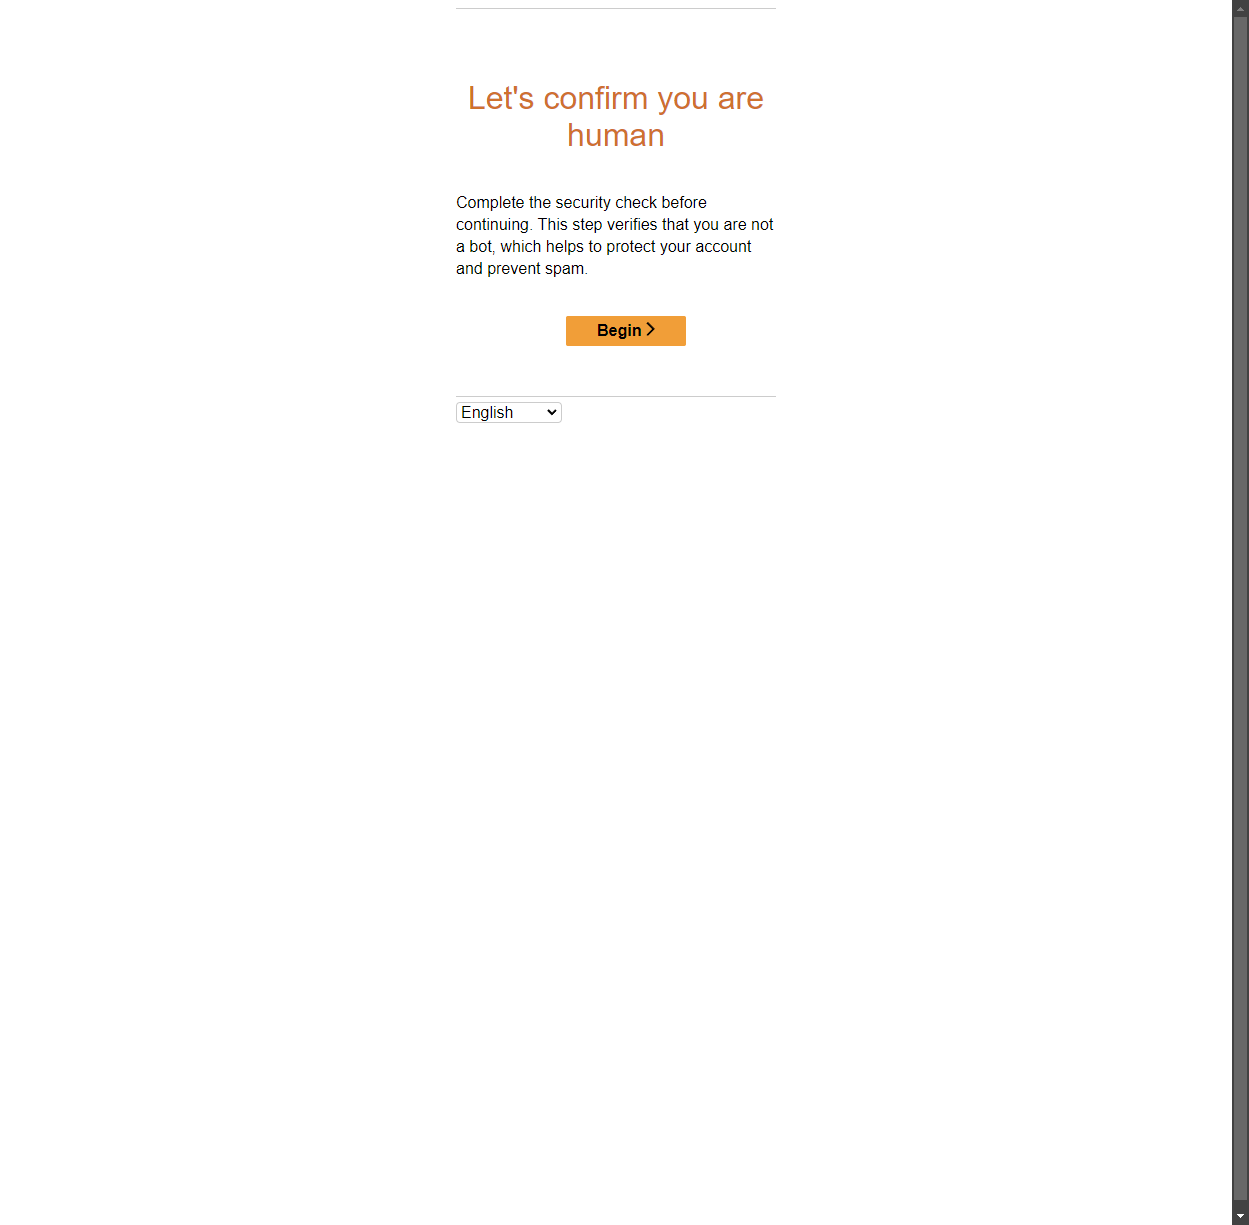 Let's confirm you are
human
Complete the security check before
continuing. This step verifies that you are not
a bot, which helps to protect your account
and prevent spam.
Begin
English